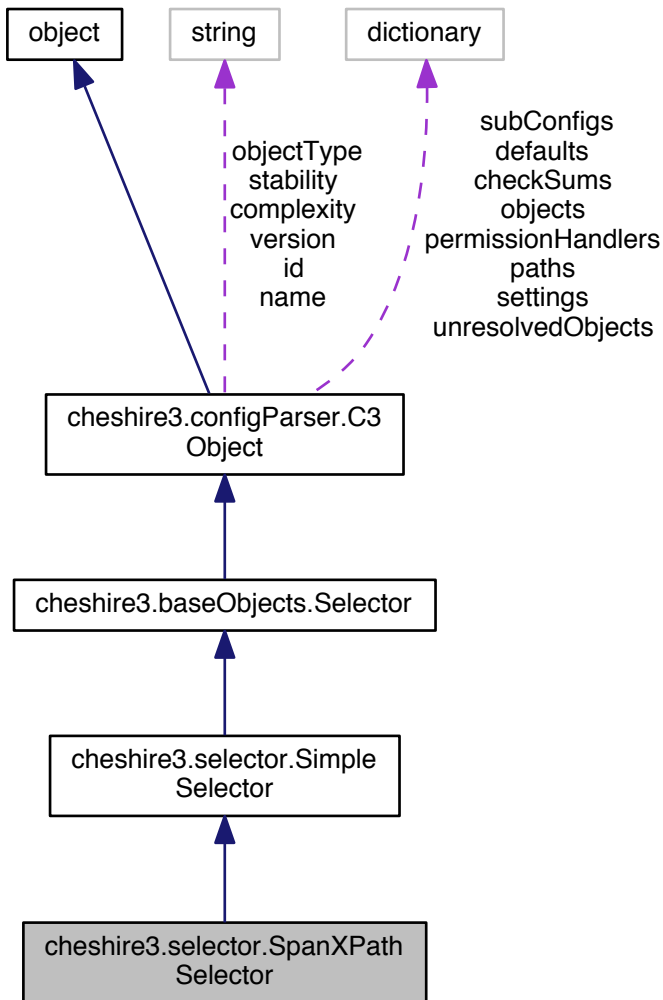 object
string
dictionary
objectType
stability
complexity
version
id
name
subConfigs
defaults
checkSums
objects
permissionHandlers
paths
settings
unresolvedObjects
cheshire3.configParser.C3
Object
cheshire3.baseObjects.Selector
cheshire3.selector.Simple
Selector
cheshire3.selector.SpanXPath
Selector